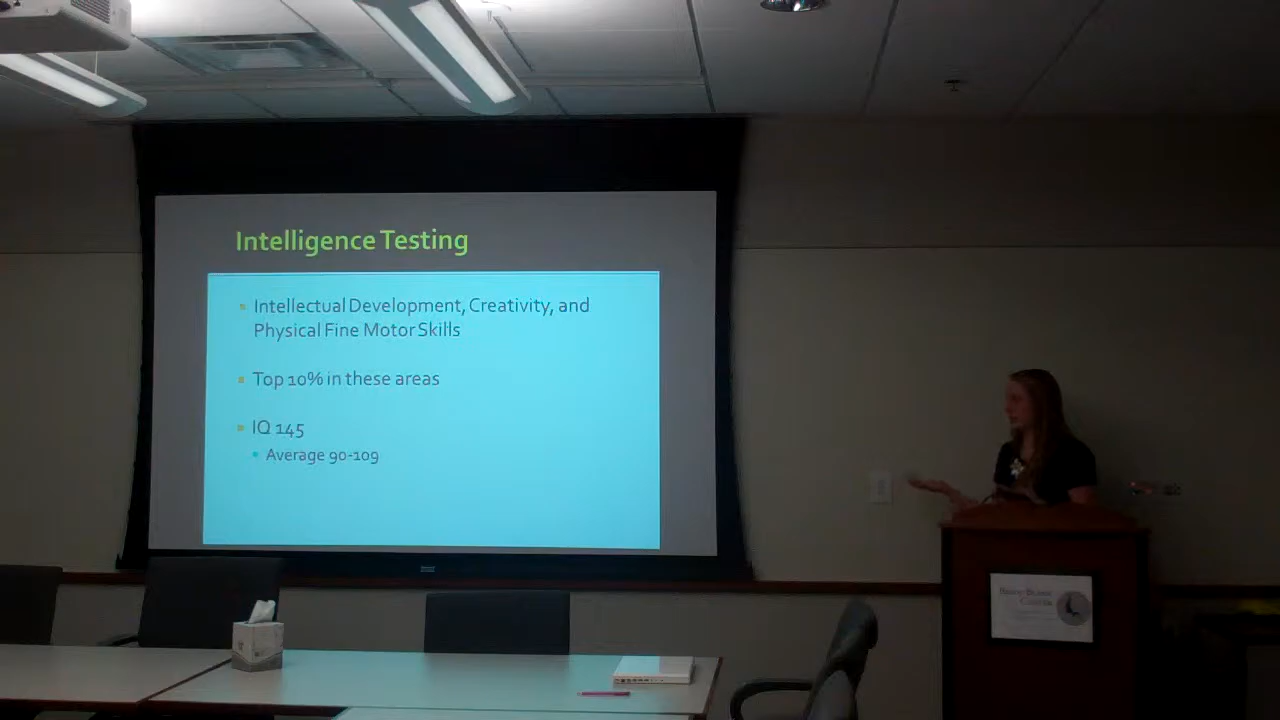 Intelligence Testing
Intellectual Development, Creativity, and
Physical Fine Motor Skills
Top 10% in these areas
IQ 145
Average 90-109